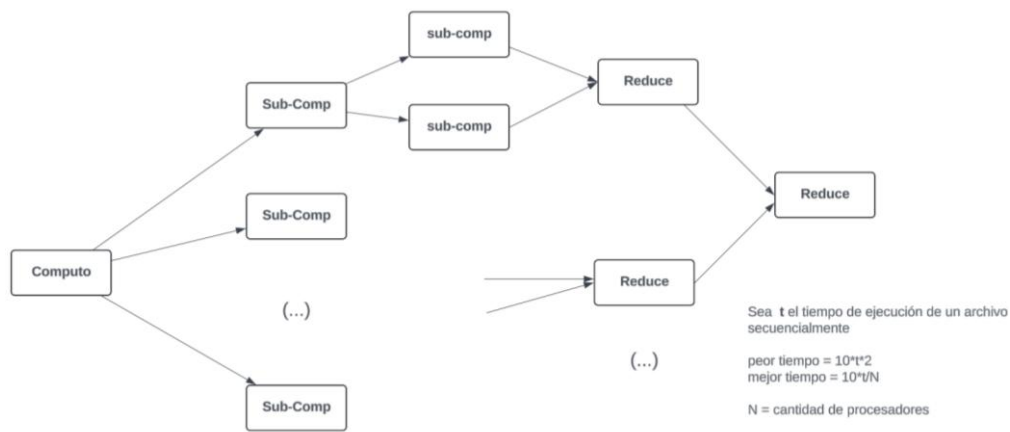 sub-comp
Sub-Comp
sub-comp
Reduce
Reduce
Sub-Comp
Computo
Reduce
(...)
Sea t el tiempo de ejecución de un archivo
secuencialmente
(...)
peor tiempo = 10*t*2
mejor tiempo = 10*t/N
Sub-Comp
N = cantidad de procesadores